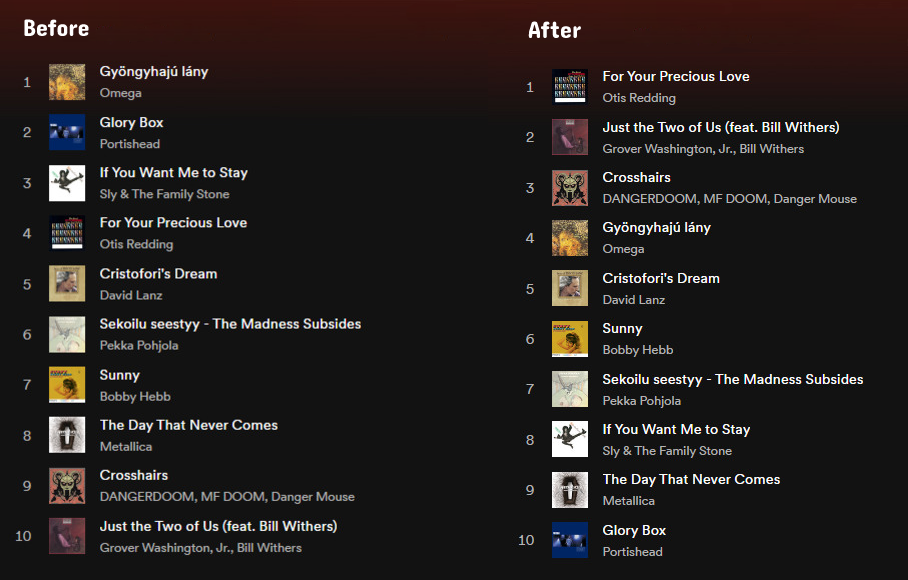 Before
1
Gyöngyhajú lány
Omega
2
Glory Box
Portishead
3
If You Want Me to Stay
Sly & The Family Stone
4
For Your Precious Love
Otis Redding
5
Cristofori's Dream
David Lanz
6
Sekoilu seestyy - The Madness Subsides
Pekka Pohjola
7
Sunny
Bobby Hebb
8
The Day That Never Comes
Metallica
9
Crosshairs
DANGERDOOM, MF DOOM, Danger Mouse
10
Just the Two of Us (feat. Bill Withers)
Grover Washington, Jr., Bill Withers
After
1
For Your Precious Love
Otis Redding
2
Just the Two of Us (feat. Bill Withers)
Grover Washington, Jr., Bill Withers
3
Crosshairs
DANGERDOOM, MF DOOM, Danger Mouse
4
Gyöngyhajú lány
Omega
5
Cristofori's Dream
David Lanz
6
Sunny
Bobby Hebb
7
Sekoilu seestyy - The Madness Subsides
Pekka Pohjola
8
If You Want Me to Stay
Sly & The Family Stone
9
The Day That Never Comes
Metallica
10
Glory Box
Portishead